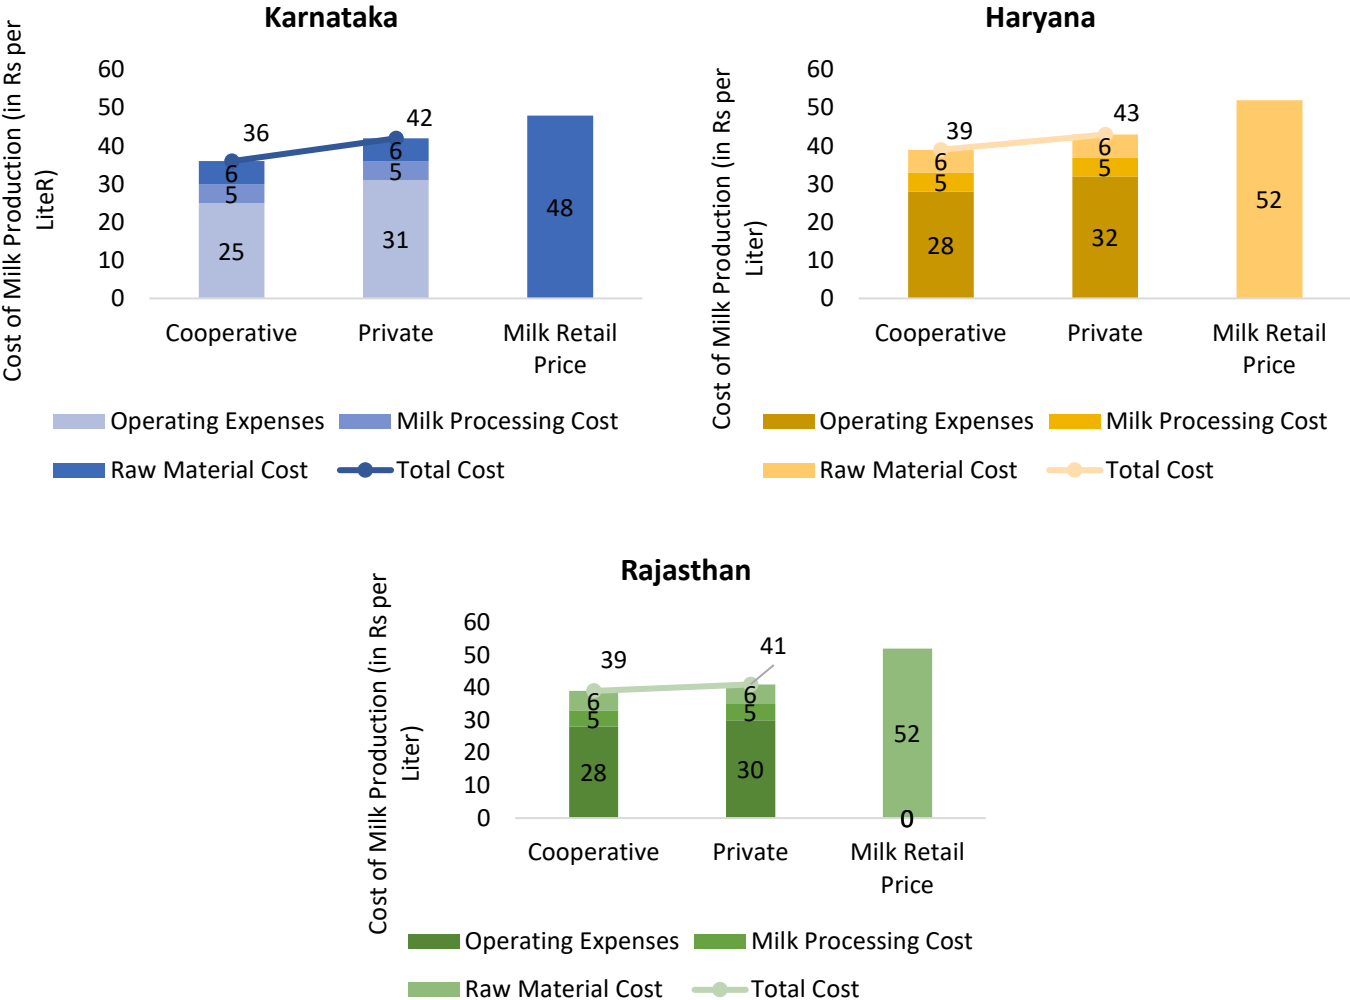 Karnataka
Cost of Milk Production (in Rs per
LiteR)
60
50
40
30
20
10
0
36
42
6
5
25
6
5
31
48
Cooperative
Private
Milk Retail
Price
Operating Expenses
Milk Processing Cost
Raw Material Cost
Total Cost
Haryana
Cost of Milk Production (in Rs per
Liter)
60
50
40
30
20
10
0
39
43
6
5
28
6
5
32
52
Cooperative
Private
Milk Retail
Price
Operating Expenses
Milk Processing Cost
Raw Material Cost
Total Cost
Rajasthan
Cost of Milk Production (in Rs per
Liter)
60
50
40
30
20
10
0
39
41
6
5
28
6
5
30
52
0
Cooperative
Private
Milk Retail
Price
Operating Expenses
Milk Processing Cost
Raw Material Cost
Total Cost